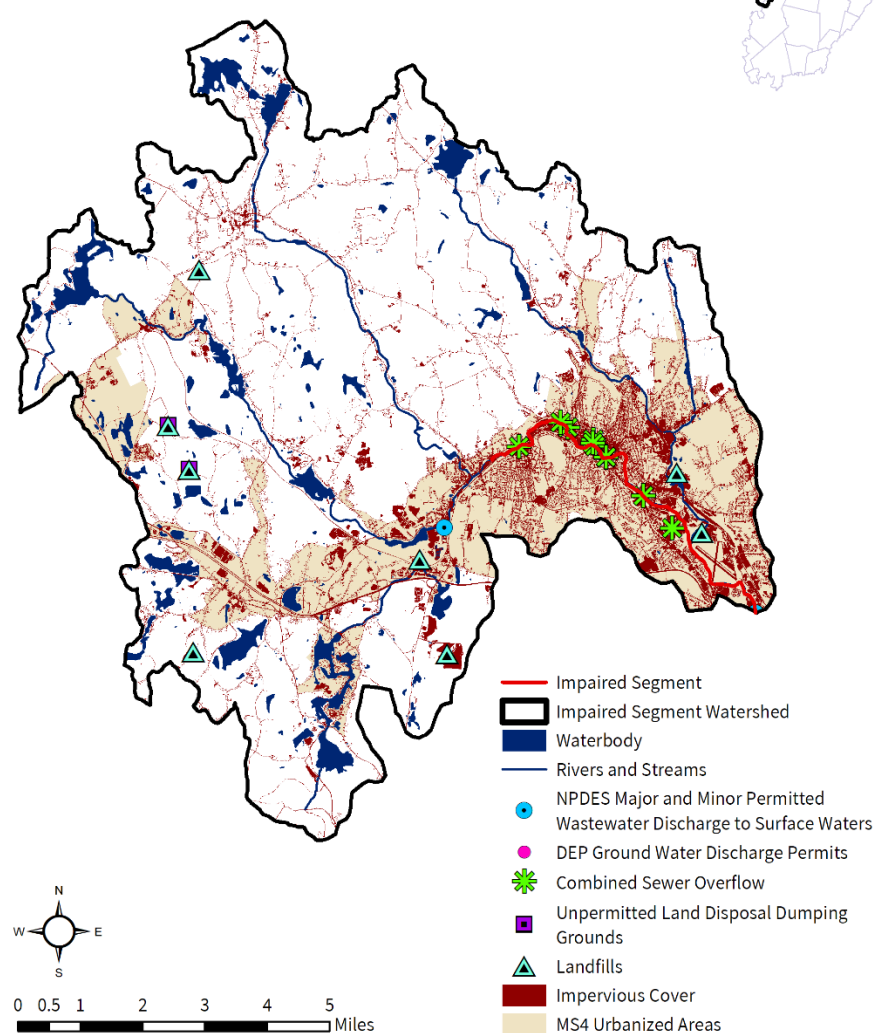 Impaired Segment
Impaired Segment Watershed
Waterbody
Rivers and Streams
NPDES Major and Minor Permitted
Wastewater Discharge to Surface Waters
DEP Ground Water Discharge Permits
Combined Sewer Overflow
Unpermitted Land Disposal Dumping
Grounds
Landfills
Impervious Cover
MS4 Urbanized Areas
N
W E
S
0 0.5 1 2 3 4 5
Miles